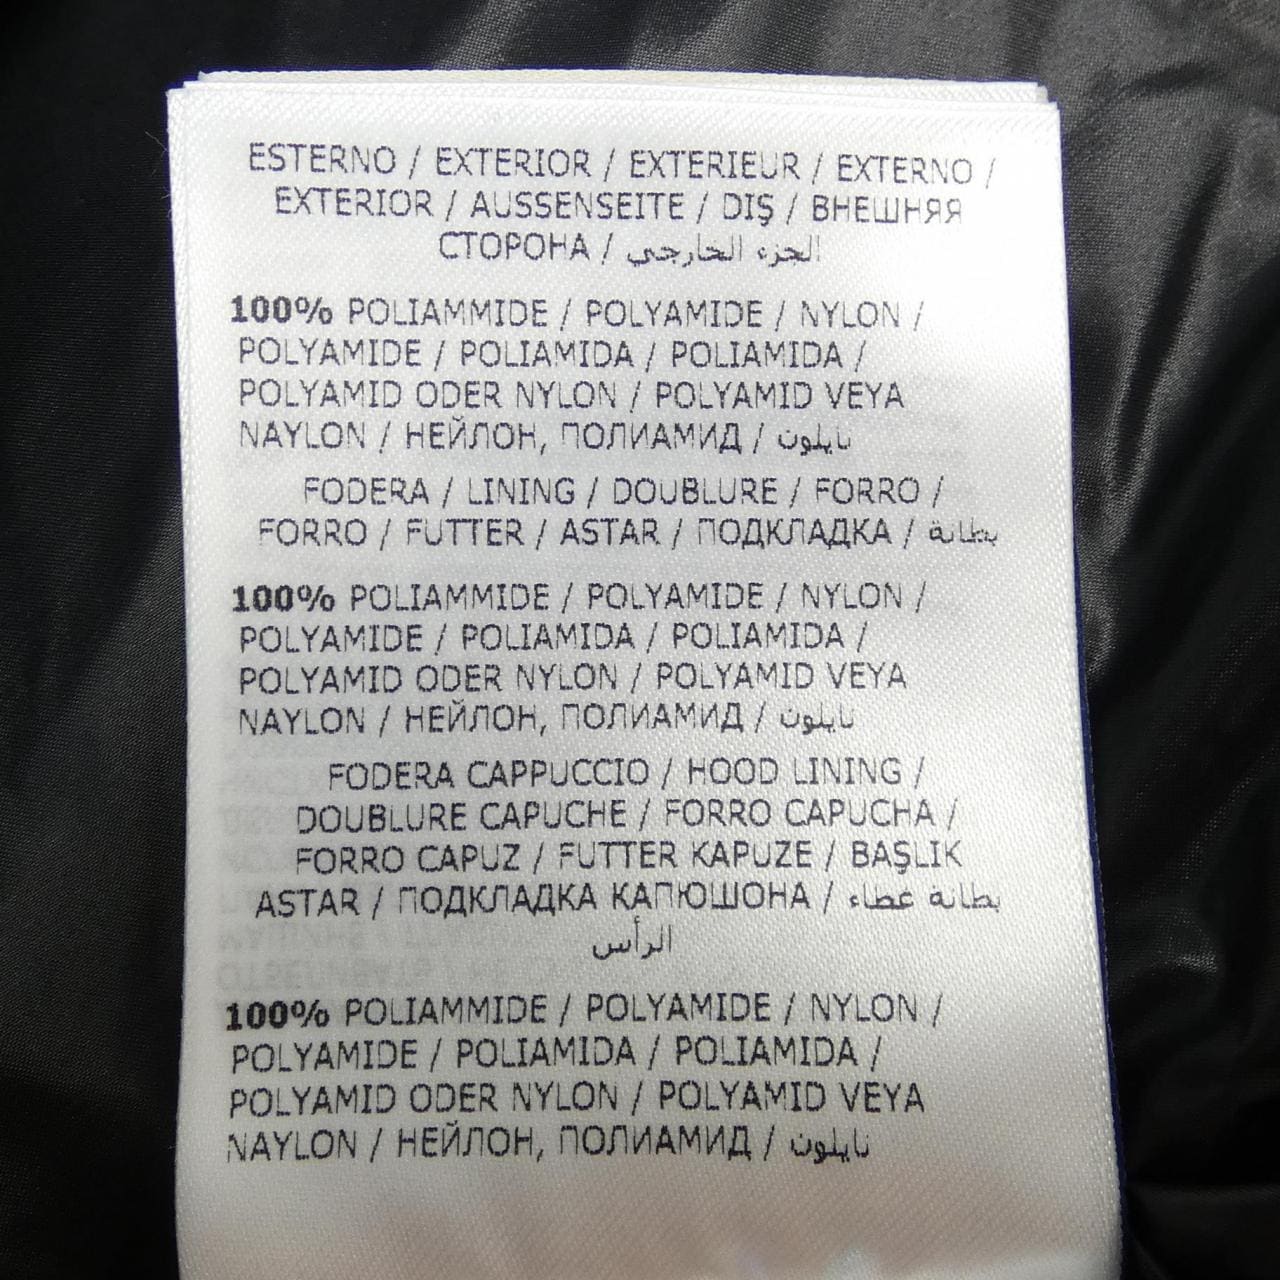 ESTERNO / EXTERIOR / EXTERIEUR / EXTERNO /
EXTERIOR / AUSSENSEITE / DIŞ / ВНЕШНЯЯ
СТОРОНА / الجزء الخارجي
100% POLIAMMIDE / POLYAMIDE / NYLON /
POLYAMIDE / POLIAMIDA / POLIAMIDA /
POLYAMID ODER NYLON / POLYAMID VEYA
NAYLON / НЕЙЛОН, ПОЛИАМИД / نايلون
FODERA / LINING / DOUBLURE / FORRO /
FORRO / FUTTER / ASTAR / ПОДКЛАДКА / بطانة
100% POLIAMMIDE / POLYAMIDE / NYLON /
POLYAMIDE / POLIAMIDA / POLIAMIDA /
POLYAMID ODER NYLON / POLYAMID VEYA
NAYLON / НЕЙЛОН, ПОЛИАМИД / نايلون
FODERA CAPPUCCIO / HOOD LINING /
DOUBLURE CAPUCHE / FORRO CAPUCHA /
FORRO CAPUZ / FUTTER KAPUZE / BAŞLIK
ASTAR / ПОДКЛАДКА КАПЮШОНА / بطانة غطاء
الرأس
100% POLIAMMIDE / POLYAMIDE / NYLON /
POLYAMIDE / POLIAMIDA / POLIAMIDA /
POLYAMID ODER NYLON / POLYAMID VEYA
NAYLON / НЕЙЛОН, ПОЛИАМИД / نايلون